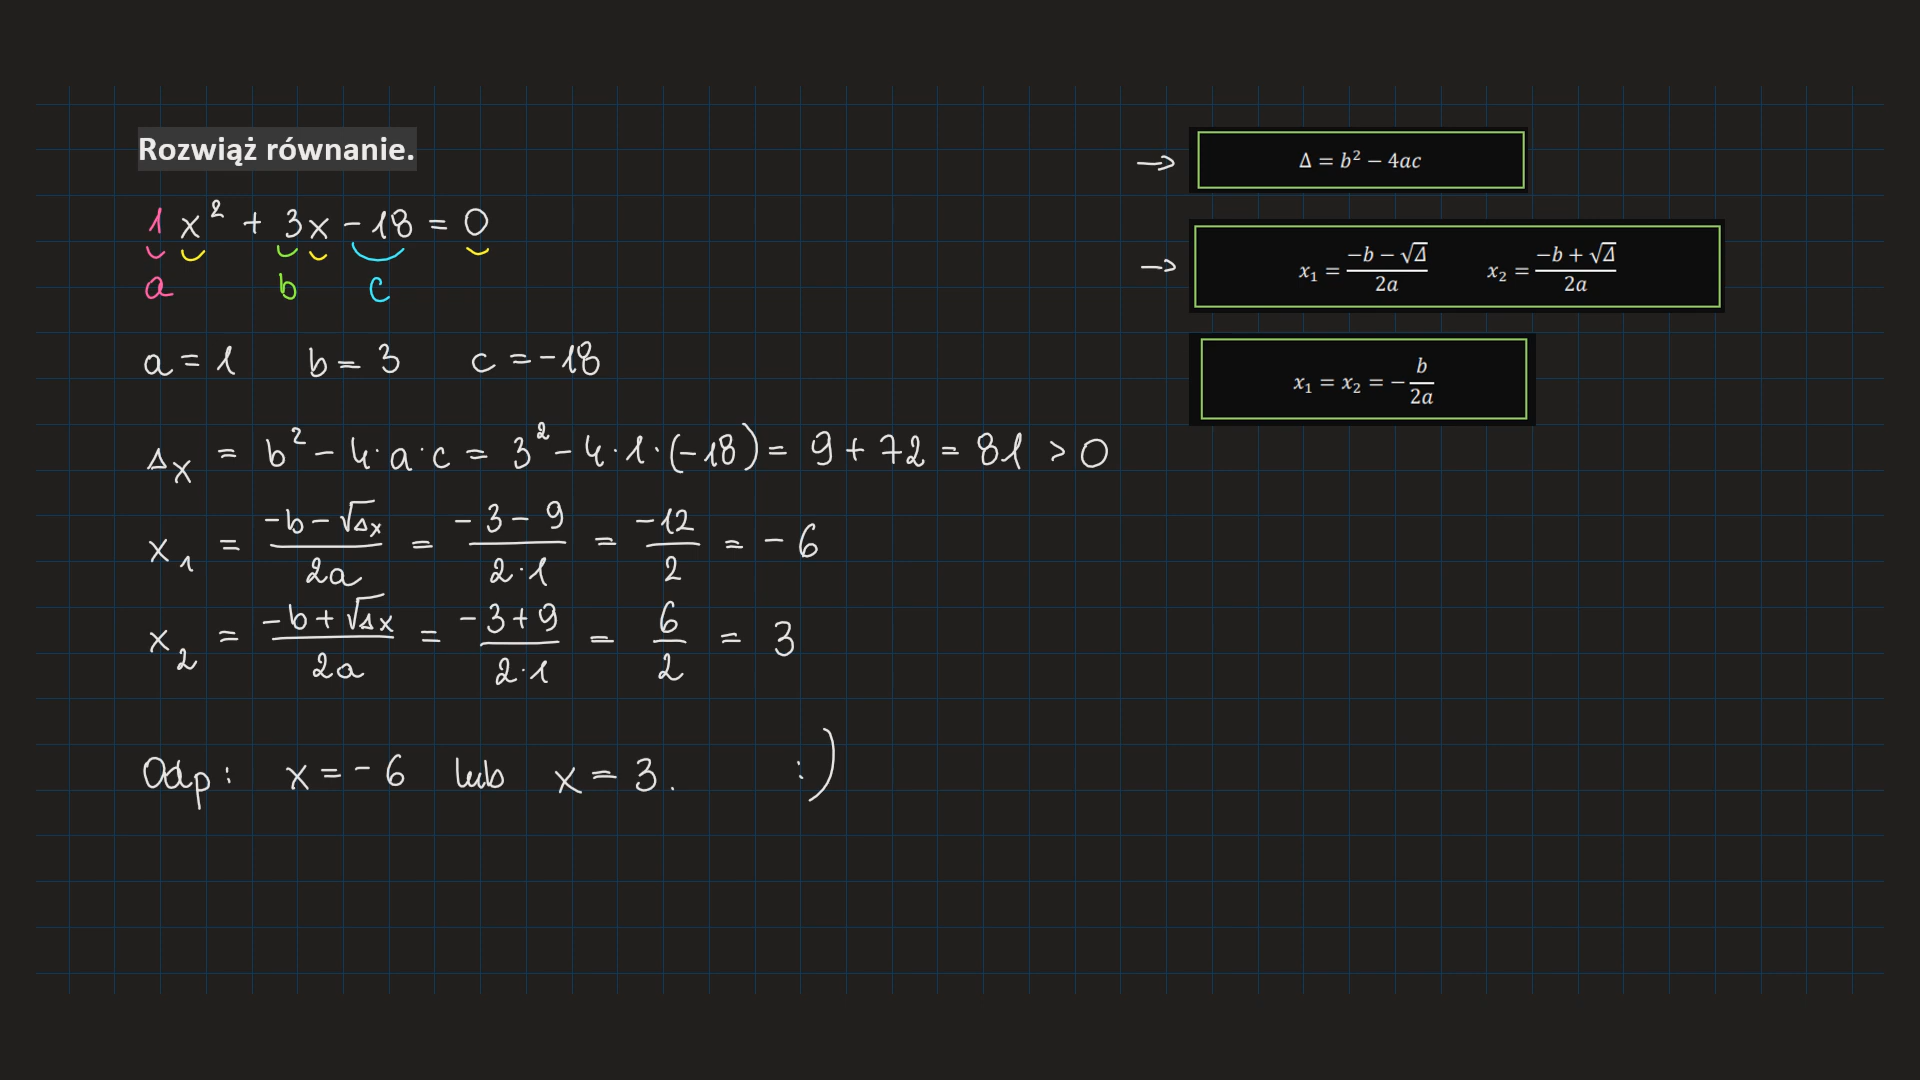 Rozwiąż równanie.
1x² + 3x - 18 = 0
a b c
a = 1 b = 3 c = -18
Δx = b² - 4·a·c = 3² - 4·1·(-18) = 9 + 72 = 81 > 0
x₁ = (-b - √Δx)/(2a) = (-3 - 9)/(2·1) = (-12)/2 = -6
x₂ = (-b + √Δx)/(2a) = (-3 + 9)/(2·1) = 6/2 = 3
Odp: x = -6 lub x = 3. :)
→ Δ = b² − 4ac
→ x₁ = (−b − √Δ)/(2a) x₂ = (−b + √Δ)/(2a)
x₁ = x₂ = −b/(2a)